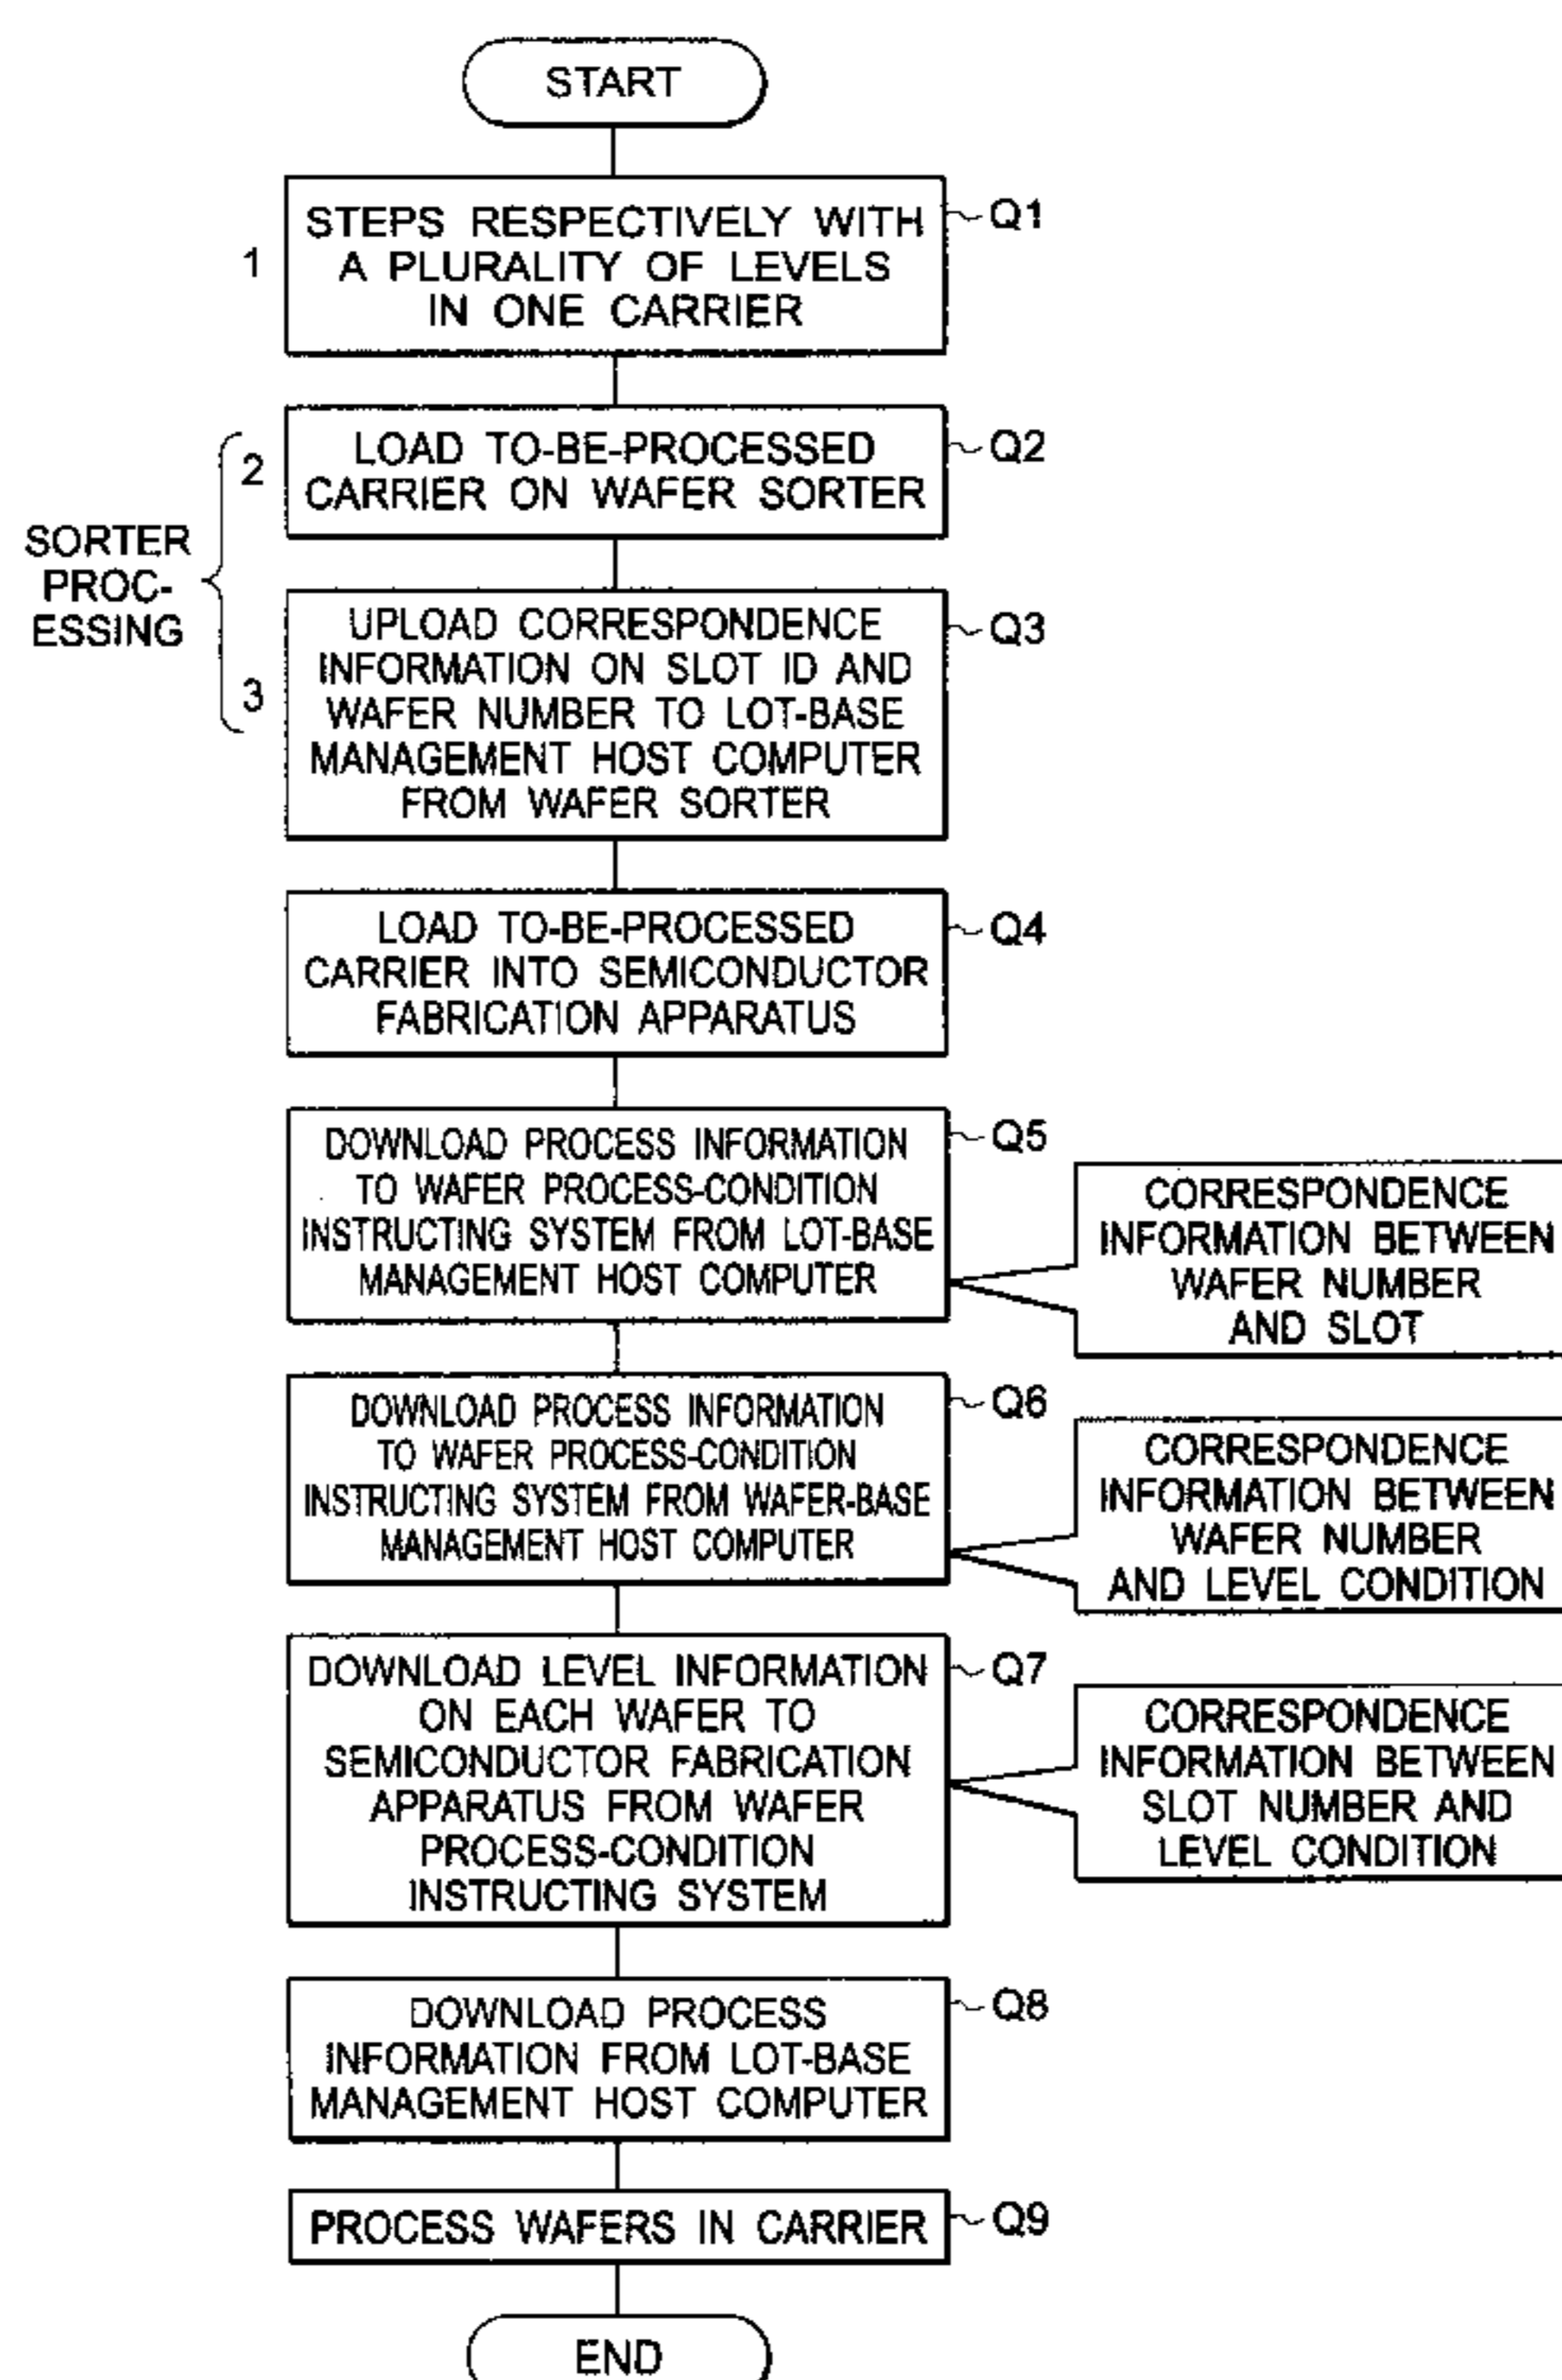 START
STEPS RESPECTIVELY WITH
A PLURALITY OF LEVELS
IN ONE CARRIER
Q1
1
LOAD TO-BE-PROCESSED
CARRIER ON WAFER SORTER
Q2
2
SORTER
PROC-
ESSING
UPLOAD CORRESPONDENCE
INFORMATION ON SLOT ID AND
WAFER NUMBER TO LOT-BASE
MANAGEMENT HOST COMPUTER
FROM WAFER SORTER
Q3
3
LOAD TO-BE-PROCESSED
CARRIER INTO SEMICONDUCTOR
FABRICATION APPARATUS
Q4
DOWNLOAD PROCESS INFORMATION
TO WAFER PROCESS-CONDITION
INSTRUCTING SYSTEM FROM LOT-BASE
MANAGEMENT HOST COMPUTER
Q5
CORRESPONDENCE
INFORMATION BETWEEN
WAFER NUMBER
AND SLOT
DOWNLOAD PROCESS INFORMATION
TO WAFER PROCESS-CONDITION
INSTRUCTING SYSTEM FROM WAFER-BASE
MANAGEMENT HOST COMPUTER
Q6
CORRESPONDENCE
INFORMATION BETWEEN
WAFER NUMBER
AND LEVEL CONDITION
DOWNLOAD LEVEL INFORMATION
ON EACH WAFER TO
SEMICONDUCTOR FABRICATION
APPARATUS FROM WAFER
PROCESS-CONDITION
INSTRUCTING SYSTEM
Q7
CORRESPONDENCE
INFORMATION BETWEEN
SLOT NUMBER AND
LEVEL CONDITION
DOWNLOAD PROCESS
INFORMATION FROM LOT-BASE
MANAGEMENT HOST COMPUTER
Q8
PROCESS WAFERS IN CARRIER
Q9
END